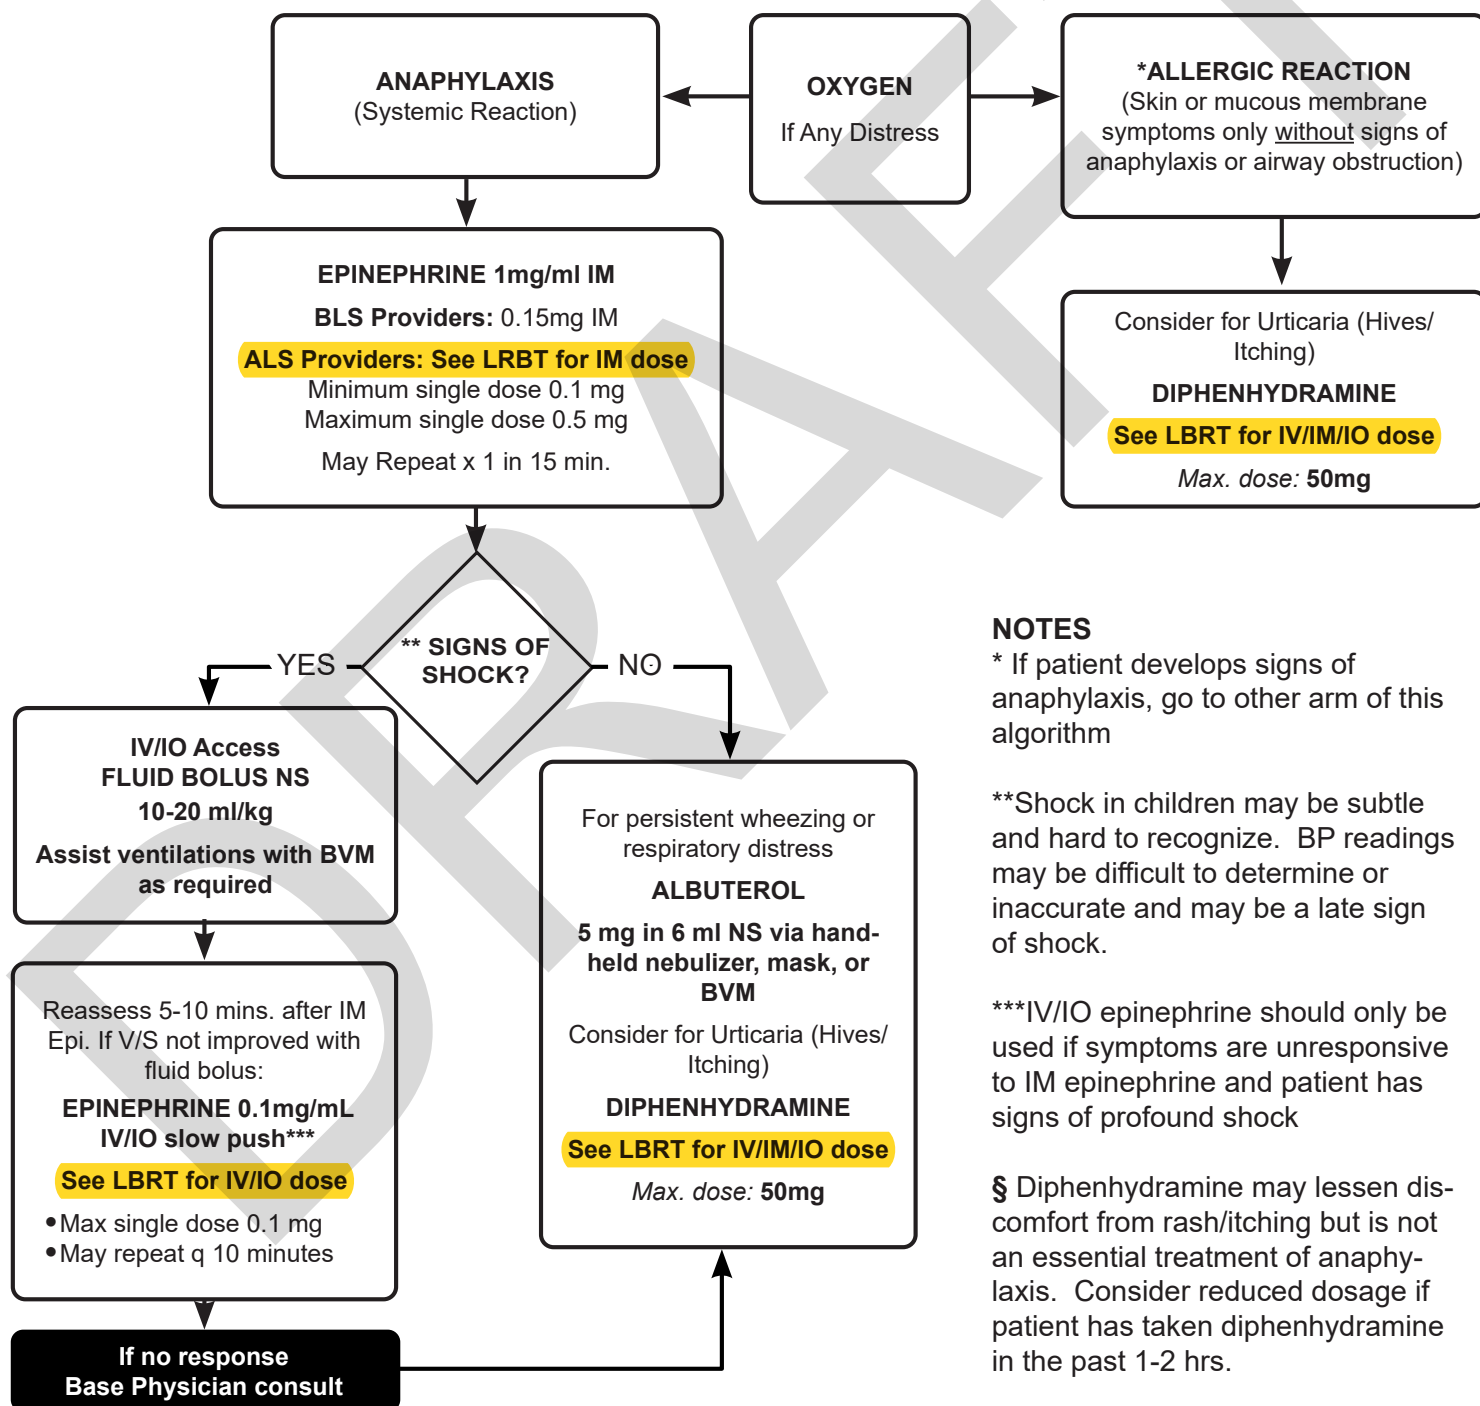 ANAPHYLAXIS
(Systemic Reaction)
OXYGEN
If Any Distress
*ALLERGIC REACTION
(Skin or mucous membrane
symptoms only without signs of
anaphylaxis or airway obstruction)
EPINEPHRINE 1mg/ml IM
BLS Providers: 0.15mg IM
ALS Providers: See LRBT for IM dose
Minimum single dose 0.1 mg
Maximum single dose 0.5 mg
May Repeat x 1 in 15 min.
Consider for Urticaria (Hives/
Itching)
DIPHENHYDRAMINE
See LBRT for IV/IM/IO dose
Max. dose: 50mg
** SIGNS OF
SHOCK?
YES
NO
IV/IO Access
FLUID BOLUS NS
10-20 ml/kg
Assist ventilations with BVM
as required
Reassess 5-10 mins. after IM
Epi. If V/S not improved with
fluid bolus:
EPINEPHRINE 0.1mg/mL
IV/IO slow push***
See LBRT for IV/IO dose
•Max single dose 0.1 mg
•May repeat q 10 minutes
If no response
Base Physician consult
For persistent wheezing or
respiratory distress
ALBUTEROL
5 mg in 6 ml NS via hand-
held nebulizer, mask, or
BVM
Consider for Urticaria (Hives/
Itching)
DIPHENHYDRAMINE
See LBRT for IV/IM/IO dose
Max. dose: 50mg
NOTES
* If patient develops signs of
anaphylaxis, go to other arm of this
algorithm
**Shock in children may be subtle
and hard to recognize.  BP readings
may be difficult to determine or
inaccurate and may be a late sign
of shock.
***IV/IO epinephrine should only be
used if symptoms are unresponsive
to IM epinephrine and patient has
signs of profound shock
§ Diphenhydramine may lessen dis-
comfort from rash/itching but is not
an essential treatment of anaphy-
laxis.  Consider reduced dosage if
patient has taken diphenhydramine
in the past 1-2 hrs.
DRAFT